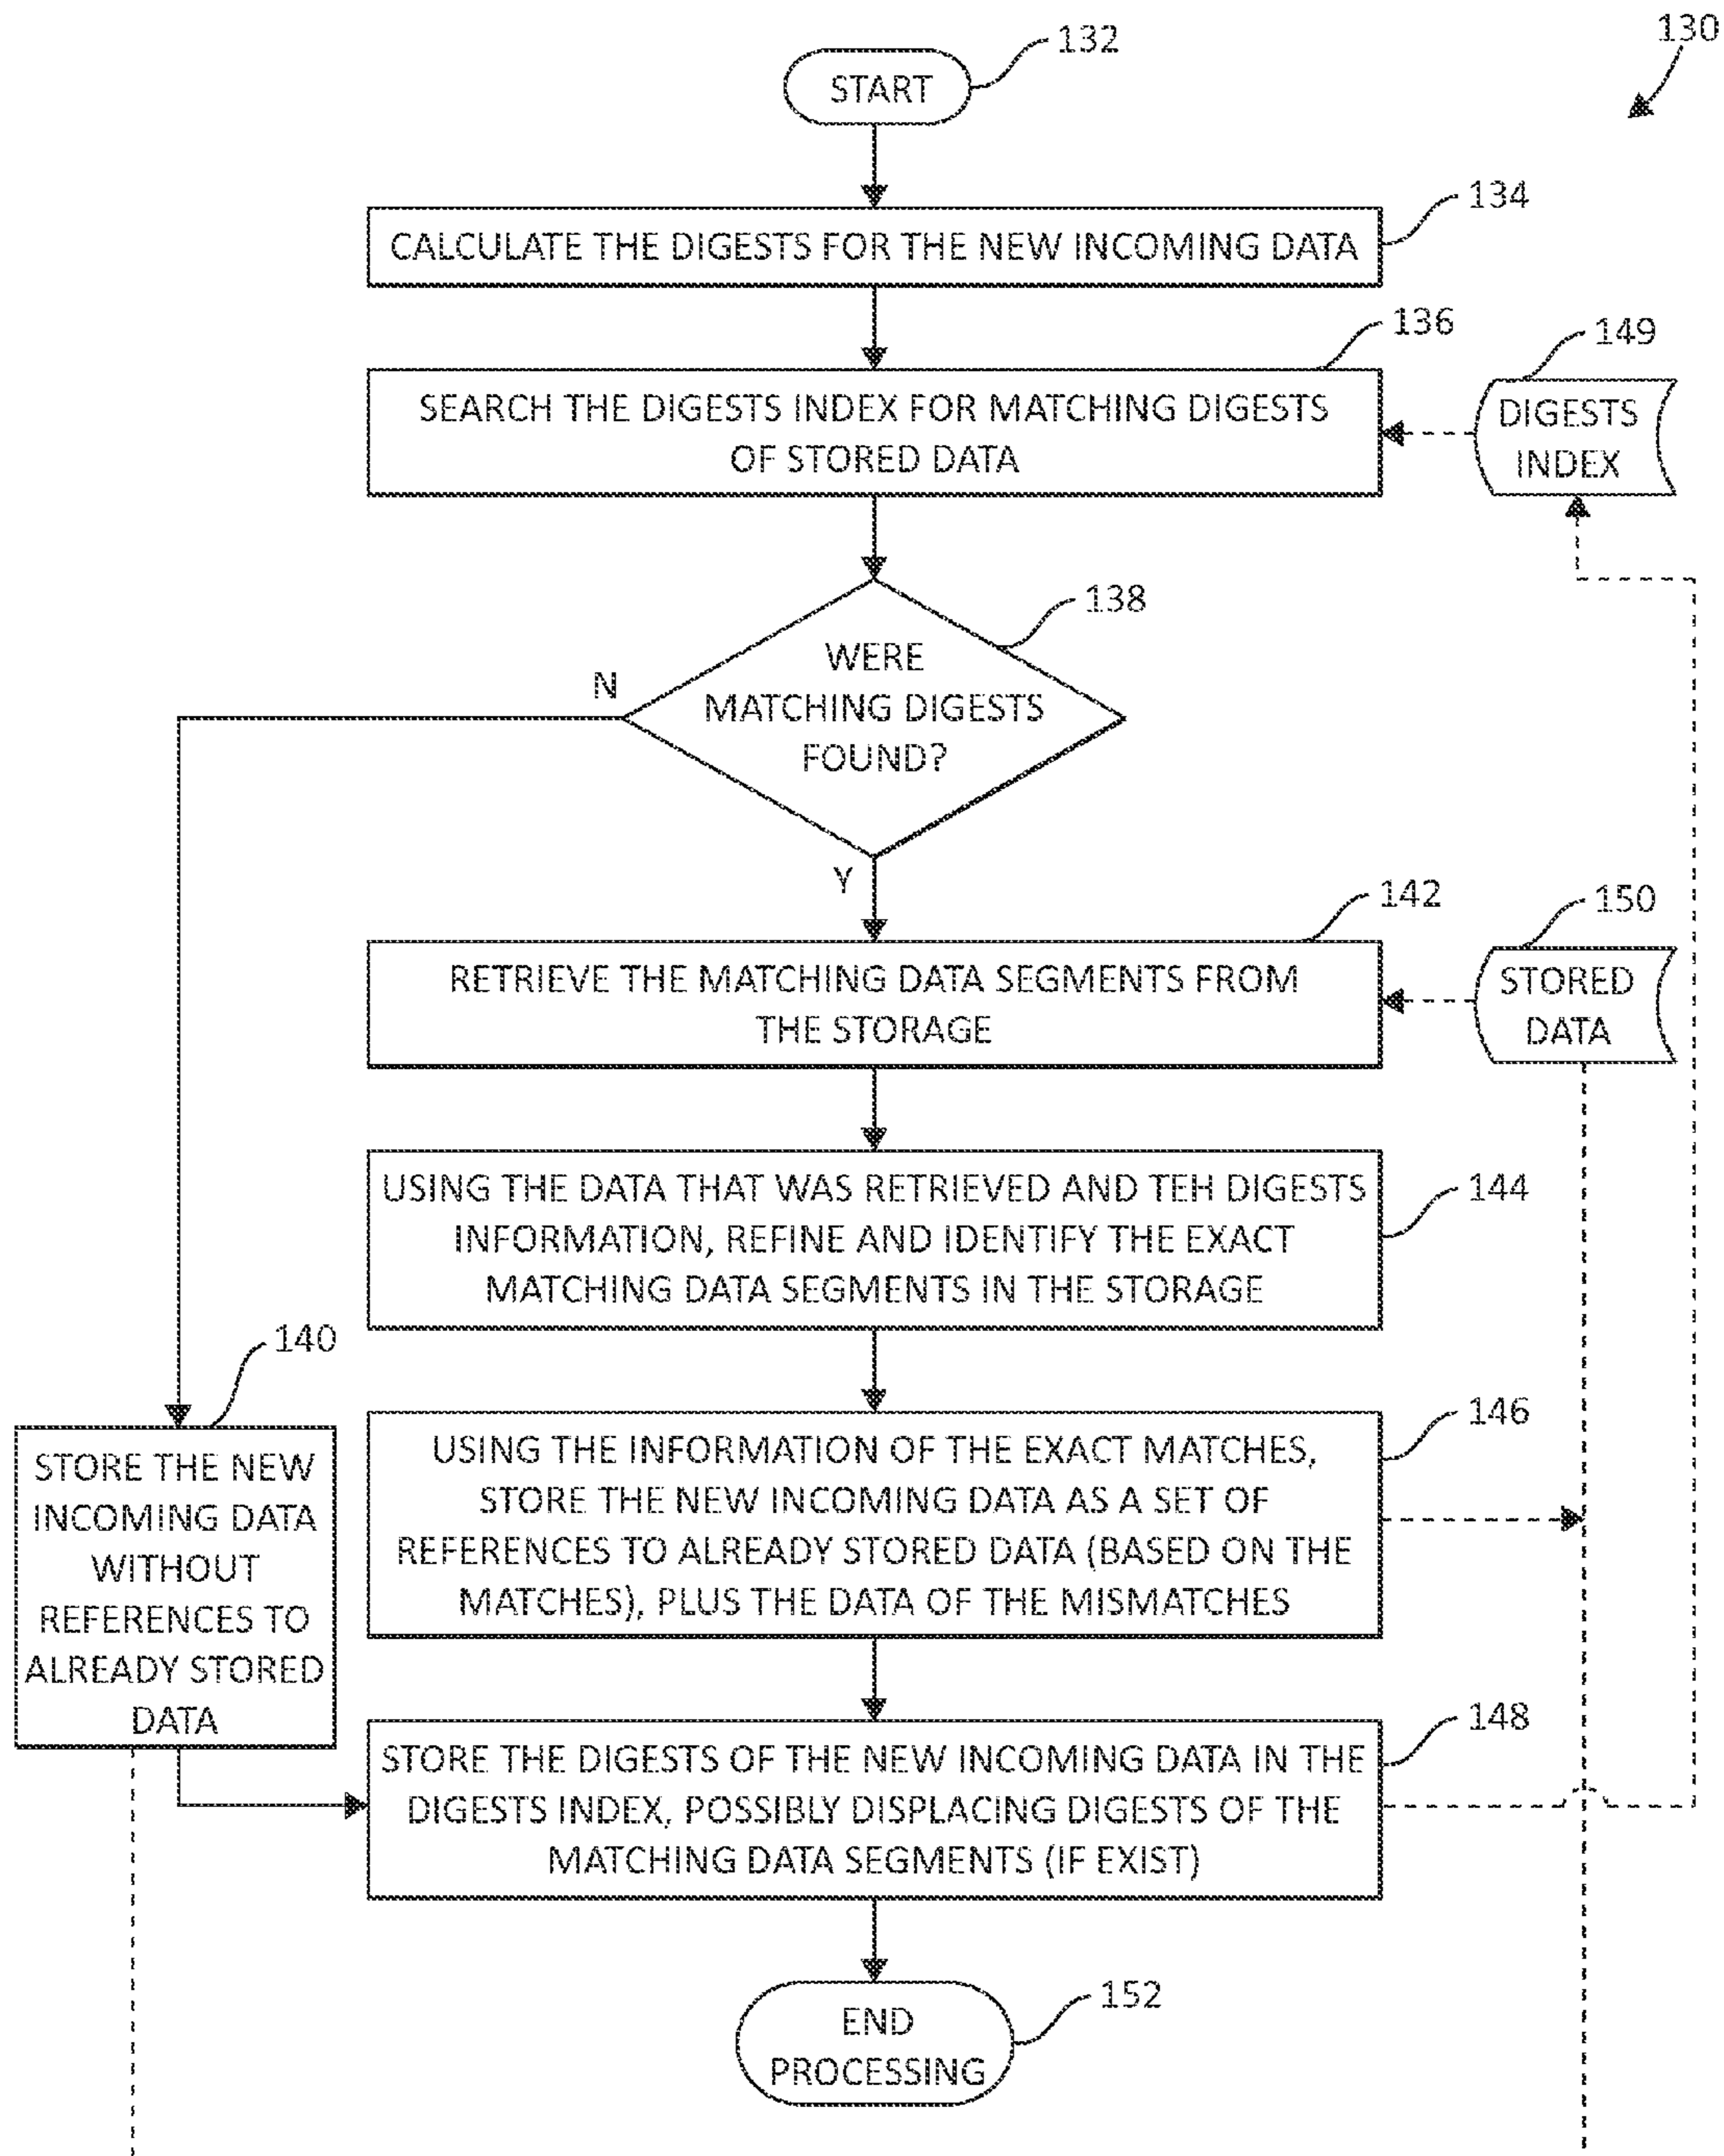 130
132
START
134
CALCULATE THE DIGESTS FOR THE NEW INCOMING DATA
136
SEARCH THE DIGESTS INDEX FOR MATCHING DIGESTS
OF STORED DATA
149
DIGESTS
INDEX
138
WERE
MATCHING DIGESTS
FOUND?
N
Y
142
RETRIEVE THE MATCHING DATA SEGMENTS FROM
THE STORAGE
150
STORED
DATA
144
USING THE DATA THAT WAS RETRIEVED AND TEH DIGESTS
INFORMATION, REFINE AND IDENTIFY THE EXACT
MATCHING DATA SEGMENTS IN THE STORAGE
140
STORE THE NEW
INCOMING DATA
WITHOUT
REFERENCES TO
ALREADY STORED
DATA
146
USING THE INFORMATION OF THE EXACT MATCHES,
STORE THE NEW INCOMING DATA AS A SET OF
REFERENCES TO ALREADY STORED DATA (BASED ON THE
MATCHES), PLUS THE DATA OF THE MISMATCHES
148
STORE THE DIGESTS OF THE NEW INCOMING DATA IN THE
DIGESTS INDEX, POSSIBLY DISPLACING DIGESTS OF THE
MATCHING DATA SEGMENTS (IF EXIST)
152
END
PROCESSING